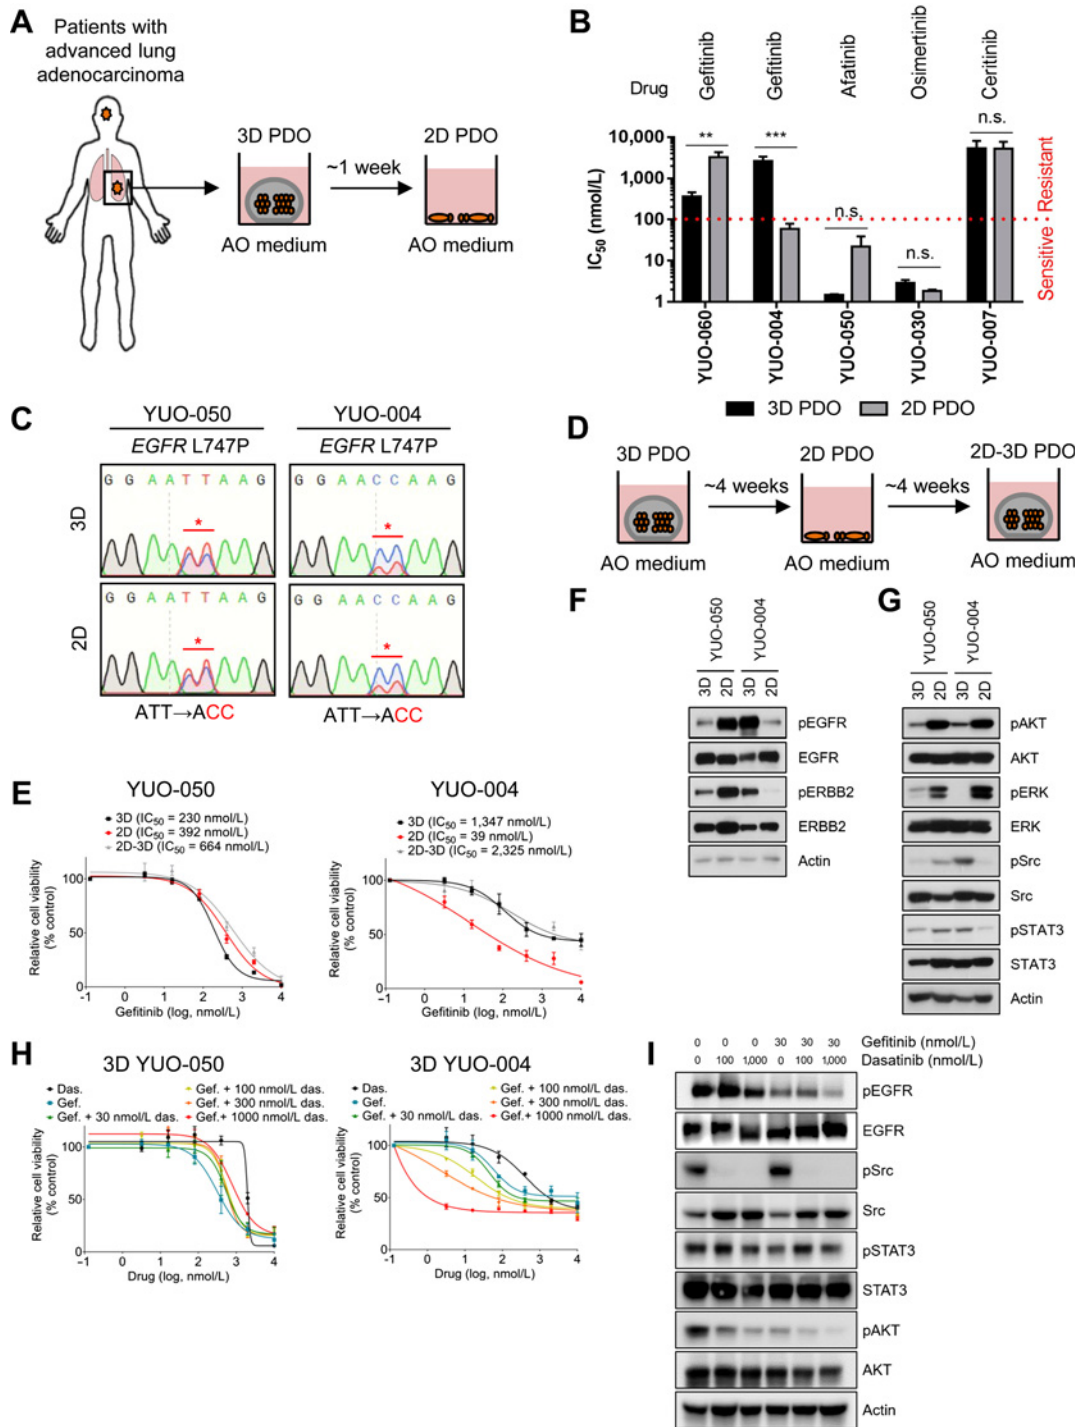 A
Patients with
advanced lung
adenocarcinoma
3D PDO
2D PDO
~1 week
AO medium
AO medium
B
Drug
Gefitinib
Gefitinib
Afatinib
Osimertinib
Ceritinib
**
***
n.s.
n.s.
n.s.
IC50 (nmol/L)
10,000
1,000
100
10
1
Resistant
Sensitive
YUO-060
YUO-004
YUO-050
YUO-030
YUO-007
3D PDO
2D PDO
C
YUO-050
YUO-004
EGFR L747P
EGFR L747P
3D
G G A A T T A A G
G G A A C C A A G
*
*
2D
G G A A T T A A G
G G A A C C A A G
*
*
ATT→ACC
ATT→ACC
D
3D PDO
2D PDO
2D-3D PDO
~4 weeks
~4 weeks
AO medium
AO medium
AO medium
E
YUO-050
3D (IC50 = 230 nmol/L)
2D (IC50 = 392 nmol/L)
2D-3D (IC50 = 664 nmol/L)
Relative cell viability
(% control)
100
50
0
-1 0 1 2 3 4
Gefitinib (log, nmol/L)
YUO-004
3D (IC50 = 1,347 nmol/L)
2D (IC50 = 39 nmol/L)
2D-3D (IC50 = 2,325 nmol/L)
Relative cell viability
(% control)
100
50
0
-1 0 1 2 3 4
Gefitinib (log, nmol/L)
F
YUO-050
YUO-004
3D 2D 3D 2D
pEGFR
EGFR
pERBB2
ERBB2
Actin
G
YUO-050
YUO-004
3D 2D 3D 2D
pAKT
AKT
pERK
ERK
pSrc
Src
pSTAT3
STAT3
Actin
H
3D YUO-050
Das.
Gef.
Gef. + 30 nmol/L das.
Gef. + 100 nmol/L das.
Gef. + 300 nmol/L das.
Gef. + 1000 nmol/L das.
Relative cell viability
(% control)
100
50
0
-1 0 1 2 3 4
Drug (log, nmol/L)
3D YUO-004
Das.
Gef.
Gef. + 30 nmol/L das.
Gef. + 100 nmol/L das.
Gef. + 300 nmol/L das.
Gef.+ 1000 nmol/L das.
Relative cell viability
(% control)
100
50
0
-1 0 1 2 3 4
Drug (log, nmol/L)
I
0 0 0 30 30 30 Gefitinib (nmol/L)
0 100 1,000 0 100 1,000 Dasatinib (nmol/L)
pEGFR
EGFR
pSrc
Src
pSTAT3
STAT3
pAKT
AKT
Actin